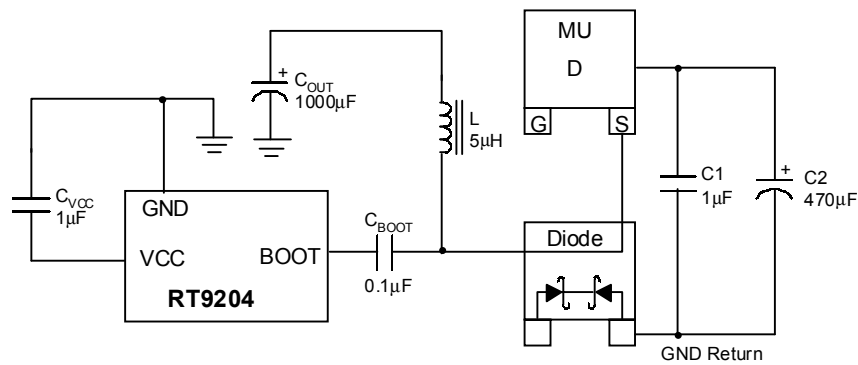 MU
D
G
S
+
C_OUT
1000µF
L
5µH
C1
1µF
+
C2
470µF
C_VCC
1µF
GND
VCC
BOOT
RT9204
C_BOOT
0.1µF
Diode
GND Return